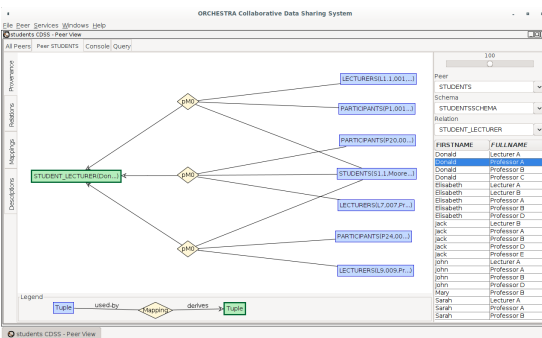 ORCHESTRA Collaborative Data Sharing System
File Peer Services Windows Help
students CDSS - Peer View
All Peers Peer STUDENTS Console Query
Provenance
Relations
Mappings
Descriptions
LECTURERS(L1.1.001,...)
pM0
PARTICIPANTS(P1,001...)
PARTICIPANTS(P20,00...)
STUDENT_LECTURER(Don...)
pM0
STUDENTS(S1.1.Moore...)
LECTURERS(L7.007.Pr...)
PARTICIPANTS(P24,00...)
pM0
LECTURERS(L9.009.Pr...)
Legend
Tuple used-by Mapping derives Tuple
100
Peer
STUDENTS
Schema
STUDENTSSCHEMA
Relation
STUDENT_LECTURER
FIRSTNAME FULLNAME
Donald Lecturer A
Donald Professor A
Donald Professor B
Donald Professor C
Elisabeth Lecturer A
Elisabeth Lecturer B
Elisabeth Professor A
Elisabeth Professor B
Elisabeth Professor D
Jack Lecturer B
Jack Professor A
Jack Professor B
Jack Professor D
Jack Professor E
John Lecturer A
John Professor A
John Professor B
John Professor D
Mary Professor B
Sarah Lecturer A
Sarah Professor A
Sarah Professor B
students CDSS - Peer View